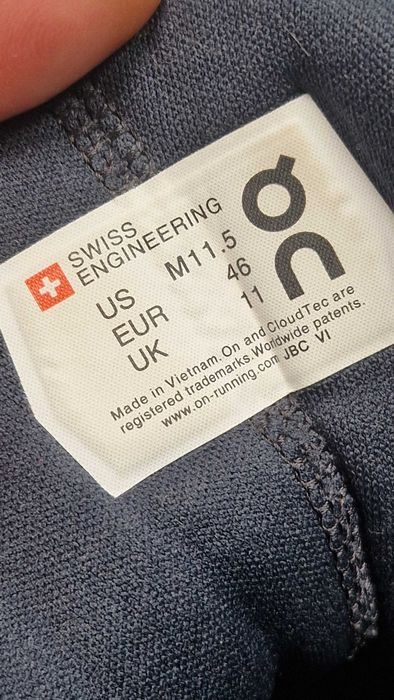 SWISS
ENGINEERING
US M11.5
EUR 46
UK 11
On
Made in Vietnam. On and CloudTec are
registered trademarks. Worldwide patents.
www.on-running.com JBC VI